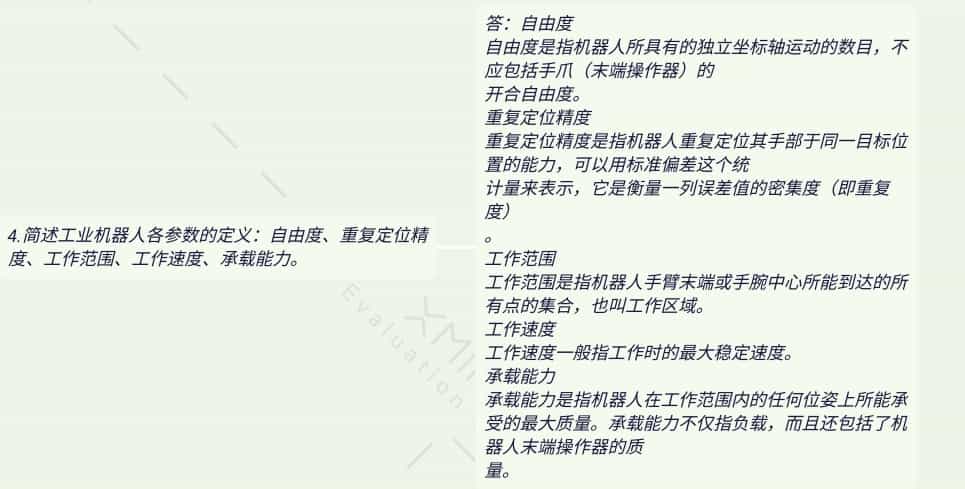 4.简述工业机器人各参数的定义：自由度、重复定位精
度、工作范围、工作速度、承载能力。
答：自由度
自由度是指机器人所具有的独立坐标轴运动的数目，不
应包括手爪（末端操作器）的
开合自由度。
重复定位精度
重复定位精度是指机器人重复定位其手部于同一目标位
置的能力，可以用标准偏差这个统
计量来表示，它是衡量一列误差值的密集度（即重复
度）
。
工作范围
工作范围是指机器人手臂末端或手腕中心所能到达的所
有点的集合，也叫工作区域。
工作速度
工作速度一般指工作时的最大稳定速度。
承载能力
承载能力是指机器人在工作范围内的任何位姿上所能承
受的最大质量。承载能力不仅指负载，而且还包括了机
器人末端操作器的质
量。
Evaluation